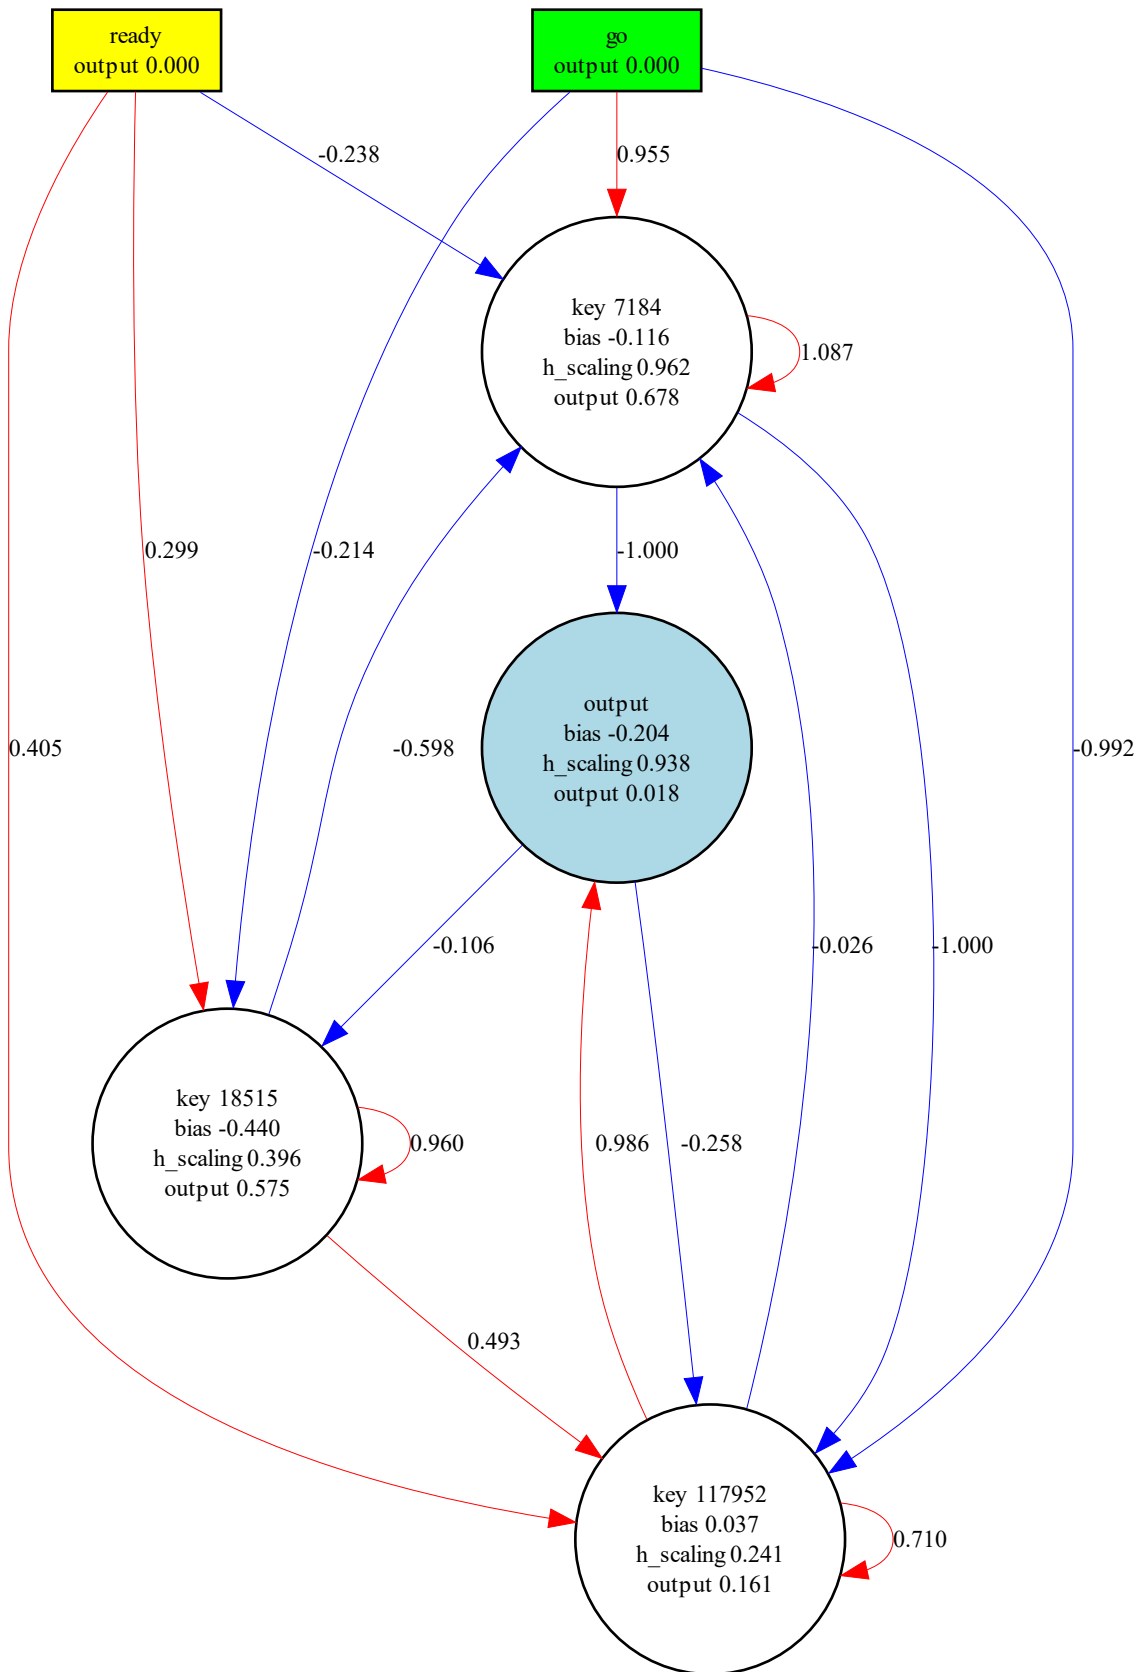 ready
output 0.000
go
output 0.000
-0.238
0.955
key 7184
bias -0.116
h_scaling 0.962
output 0.678
1.087
0.299
-0.214
-1.000
output
bias -0.204
h_scaling 0.938
output 0.018
0.405
-0.598
-0.992
-0.106
-0.026
-1.000
key 18515
bias -0.440
h_scaling 0.396
output 0.575
0.960
0.986
-0.258
0.493
key 117952
bias 0.037
h_scaling 0.241
output 0.161
0.710